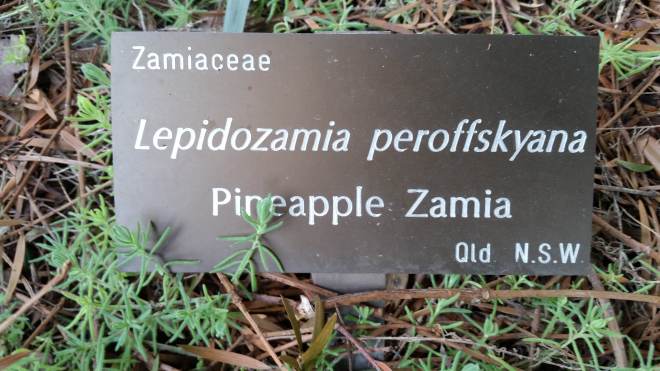 Zamiaceae
Lepidozamia peroffskyana
Pineapple Zamia
Qld N.S.W.